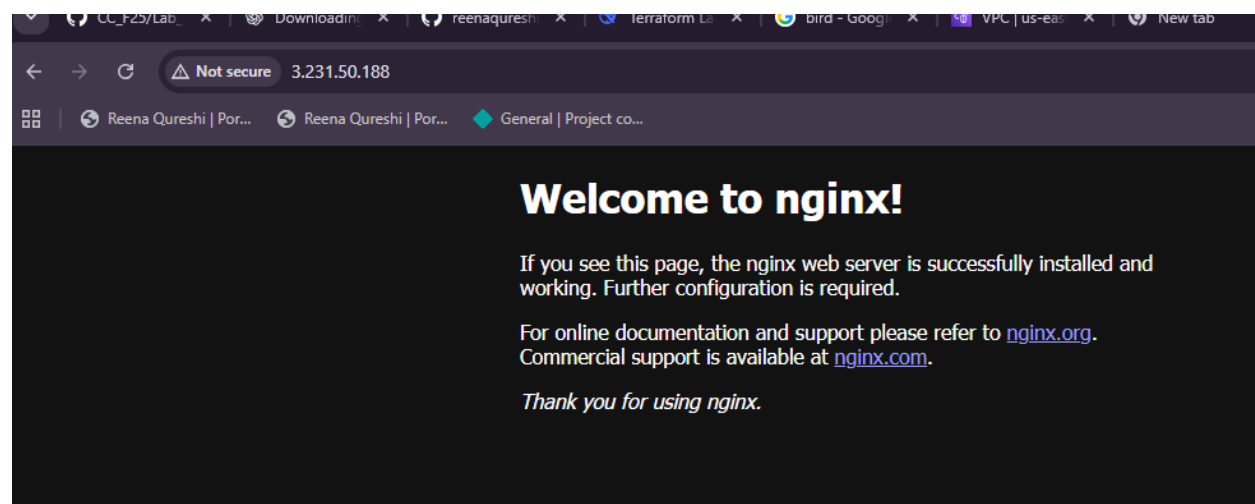 CC_F25/Lab_ Downloading reenaqureshi Terraform La bird - Googl VPC | us-eas New tab
Not secure 3.231.50.188
Reena Qureshi | Por... Reena Qureshi | Por... General | Project co...
Welcome to nginx!
If you see this page, the nginx web server is successfully installed and
working. Further configuration is required.
For online documentation and support please refer to nginx.org.
Commercial support is available at nginx.com.
Thank you for using nginx.